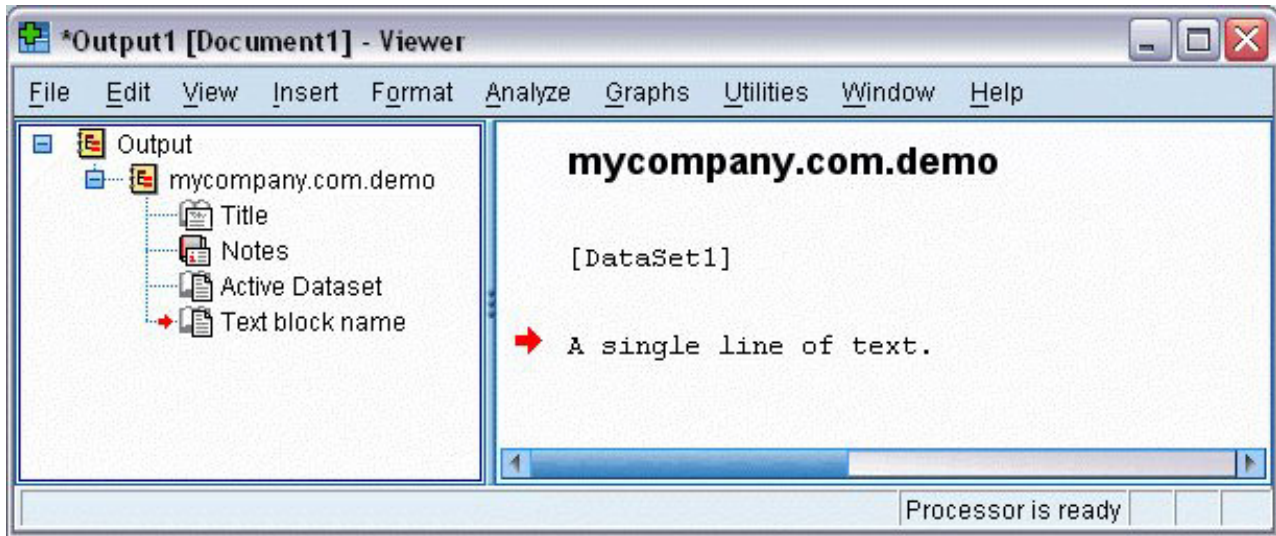 *Output1 [Document1] - Viewer
File Edit View Insert Format Analyze Graphs Utilities Window Help
Output
mycompany.com.demo
Title
Notes
Active Dataset
Text block name
mycompany.com.demo
[DataSet1]
A single line of text.
Processor is ready